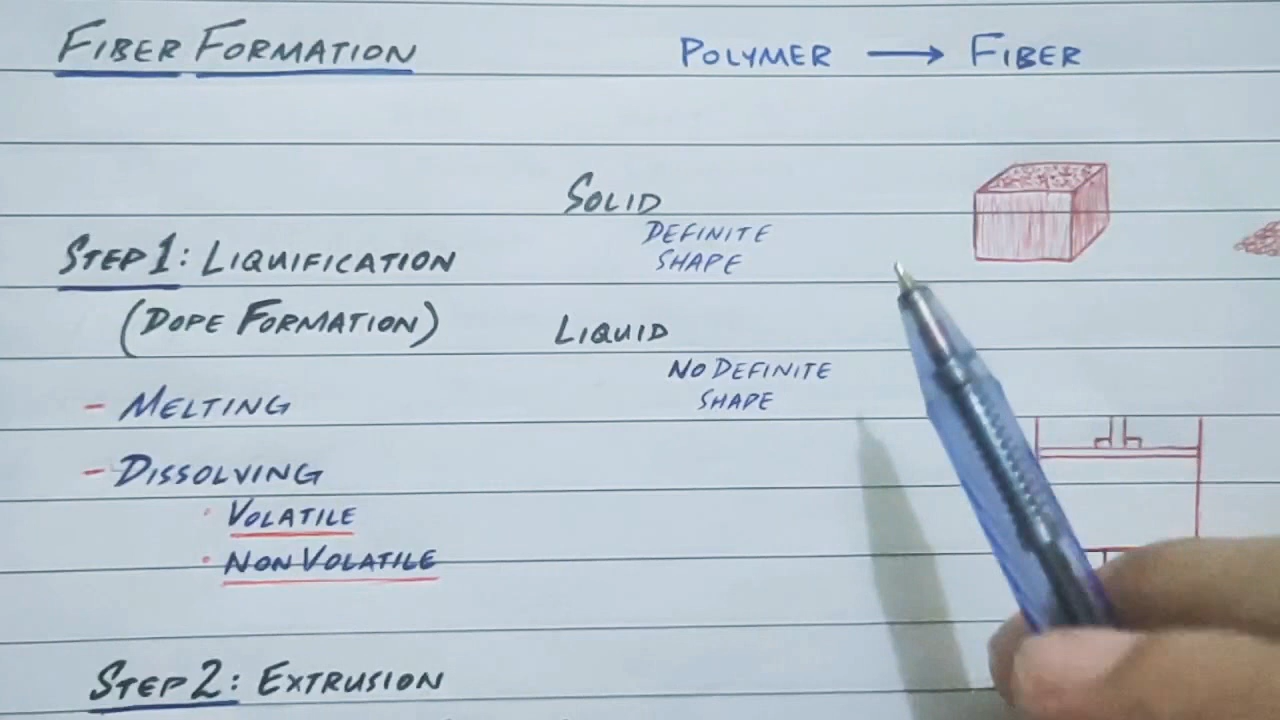 FIBER FORMATION
POLYMER → FIBER
SOLID
DEFINITE
SHAPE
STEP 1: LIQUIFICATION
(DOPE FORMATION)
LIQUID
NO DEFINITE
SHAPE
- MELTING
- DISSOLVING
· VOLATILE
· NON VOLATILE
STEP 2: EXTRUSION